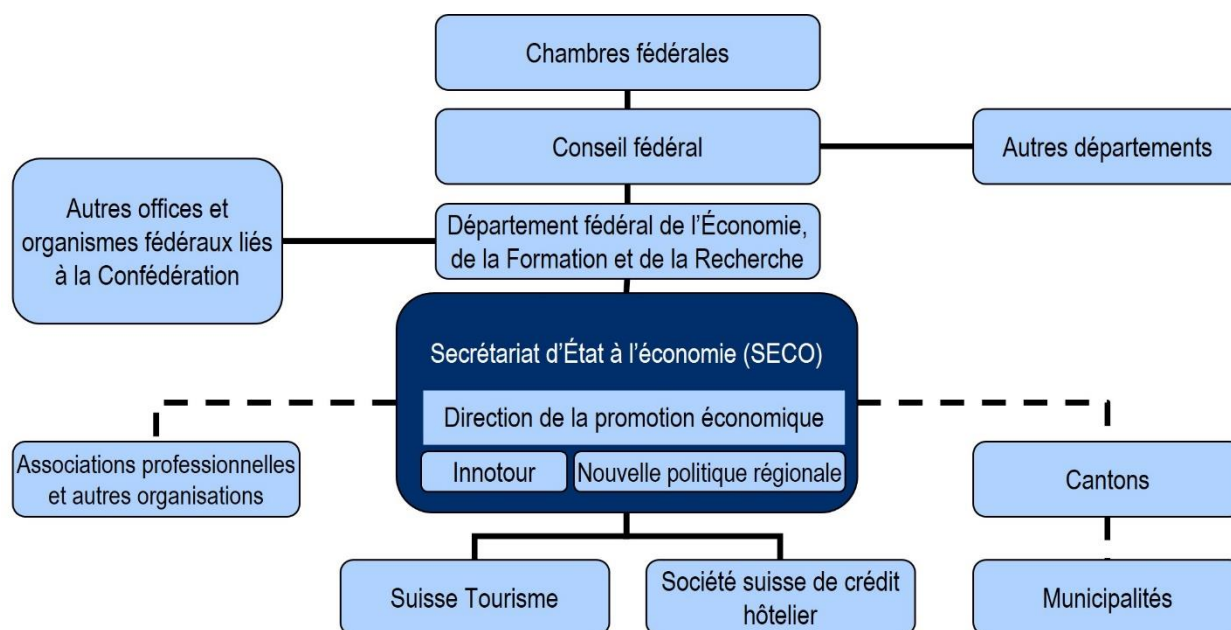 Chambres fédérales
Conseil fédéral
Autres départements
Autres offices et
organismes fédéraux liés
à la Confédération
Département fédéral de l’Économie,
de la Formation et de la Recherche
Secrétariat d’État à l’économie (SECO)
Direction de la promotion économique
Innotour
Nouvelle politique régionale
Associations professionnelles
et autres organisations
Cantons
Suisse Tourisme
Société suisse de crédit
hôtelier
Municipalités